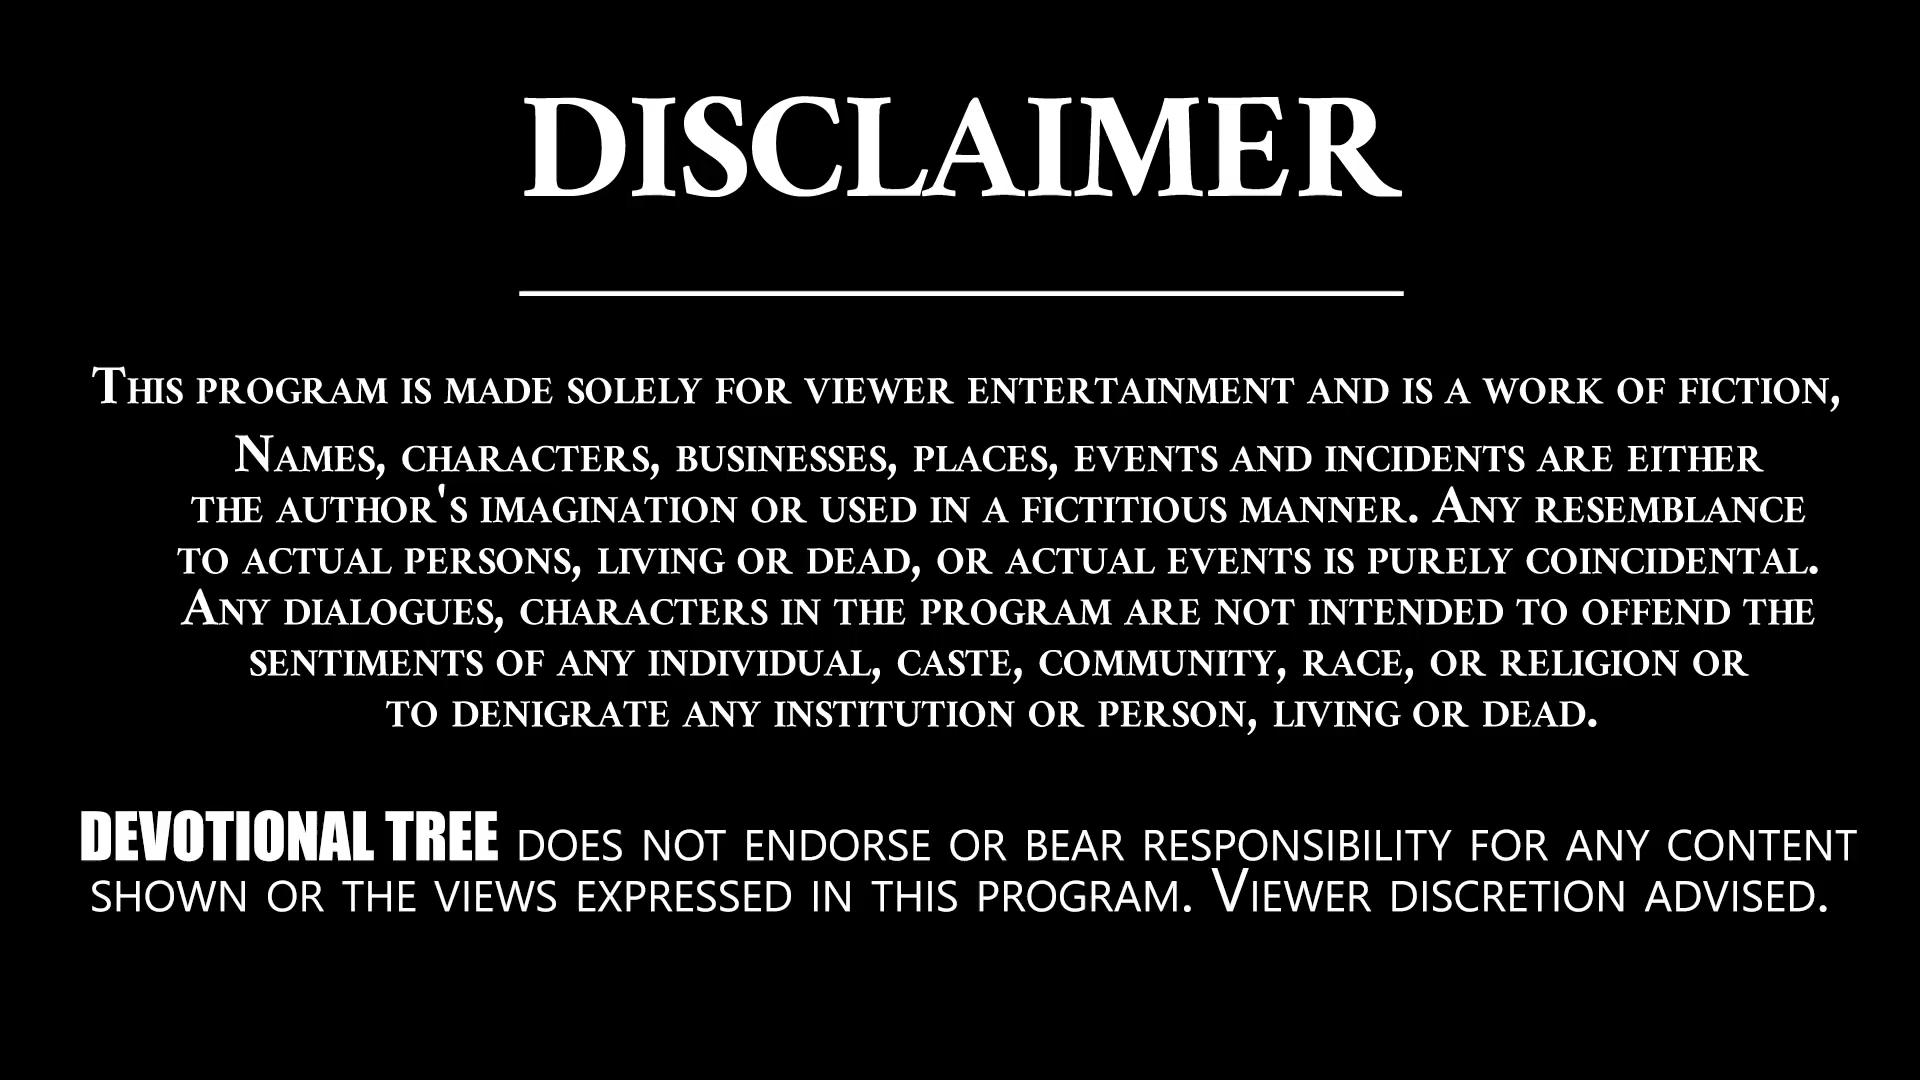 DISCLAIMER
This program is made solely for viewer entertainment and is a work of fiction,
Names, characters, businesses, places, events and incidents are either
the author's imagination or used in a fictitious manner. Any resemblance
to actual persons, living or dead, or actual events is purely coincidental.
Any dialogues, characters in the program are not intended to offend the
sentiments of any individual, caste, community, race, or religion or
to denigrate any institution or person, living or dead.
DEVOTIONAL TREE does not endorse or bear responsibility for any content
shown or the views expressed in this program. Viewer discretion advised.